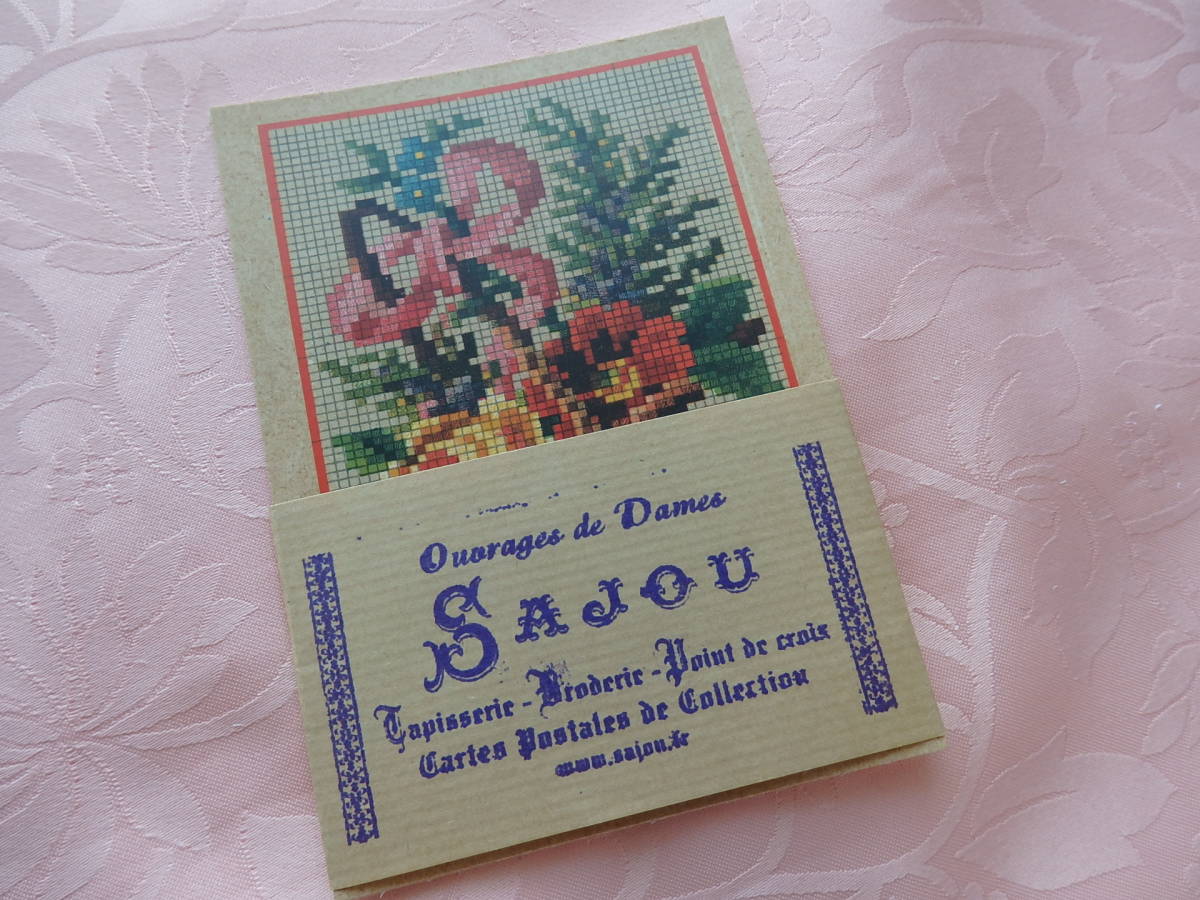 Ouvrages de Dames
SAJOU
Tapisserie - Broderie - Point de croix
Cartes Postales de Collection
www.sajou.fr